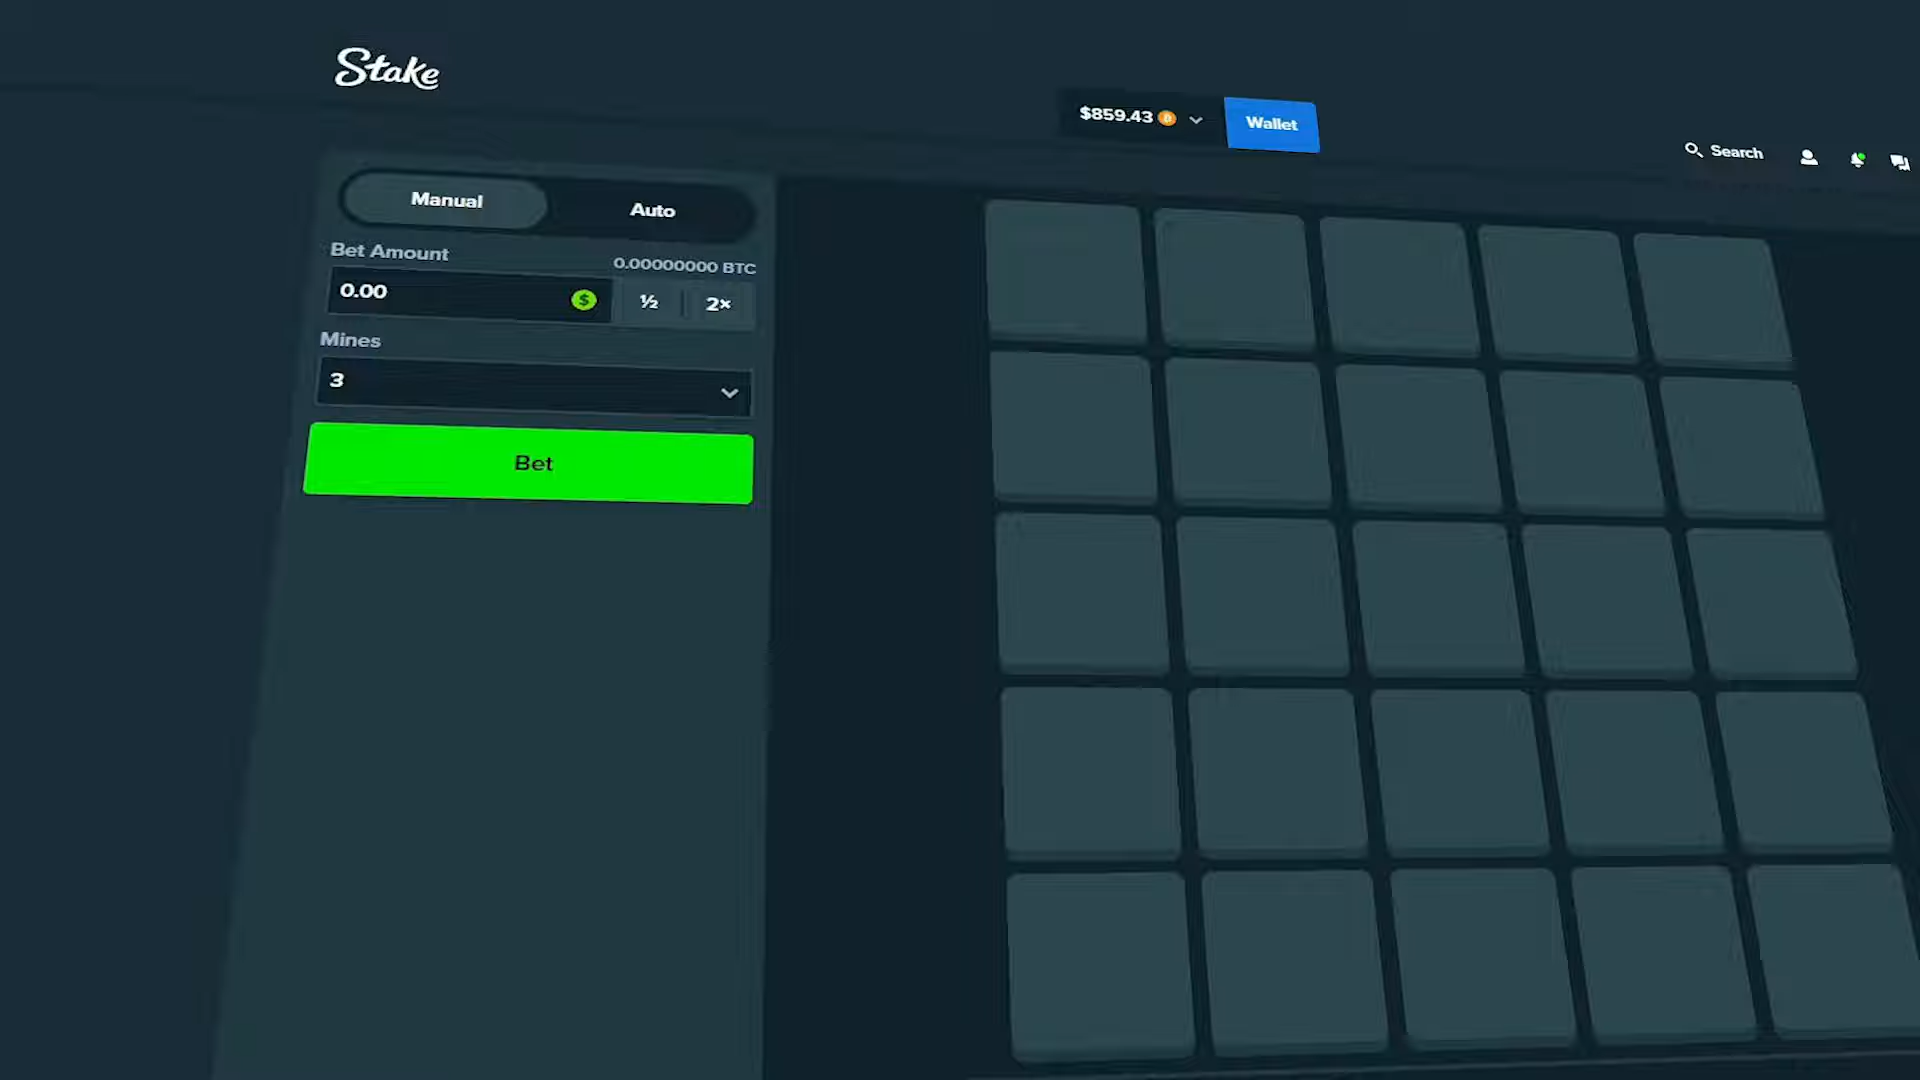 Stake
$859.43
Wallet
Search
Manual
Auto
Bet Amount
0.00000000 BTC
0.00
$
½
2×
Mines
3
Bet